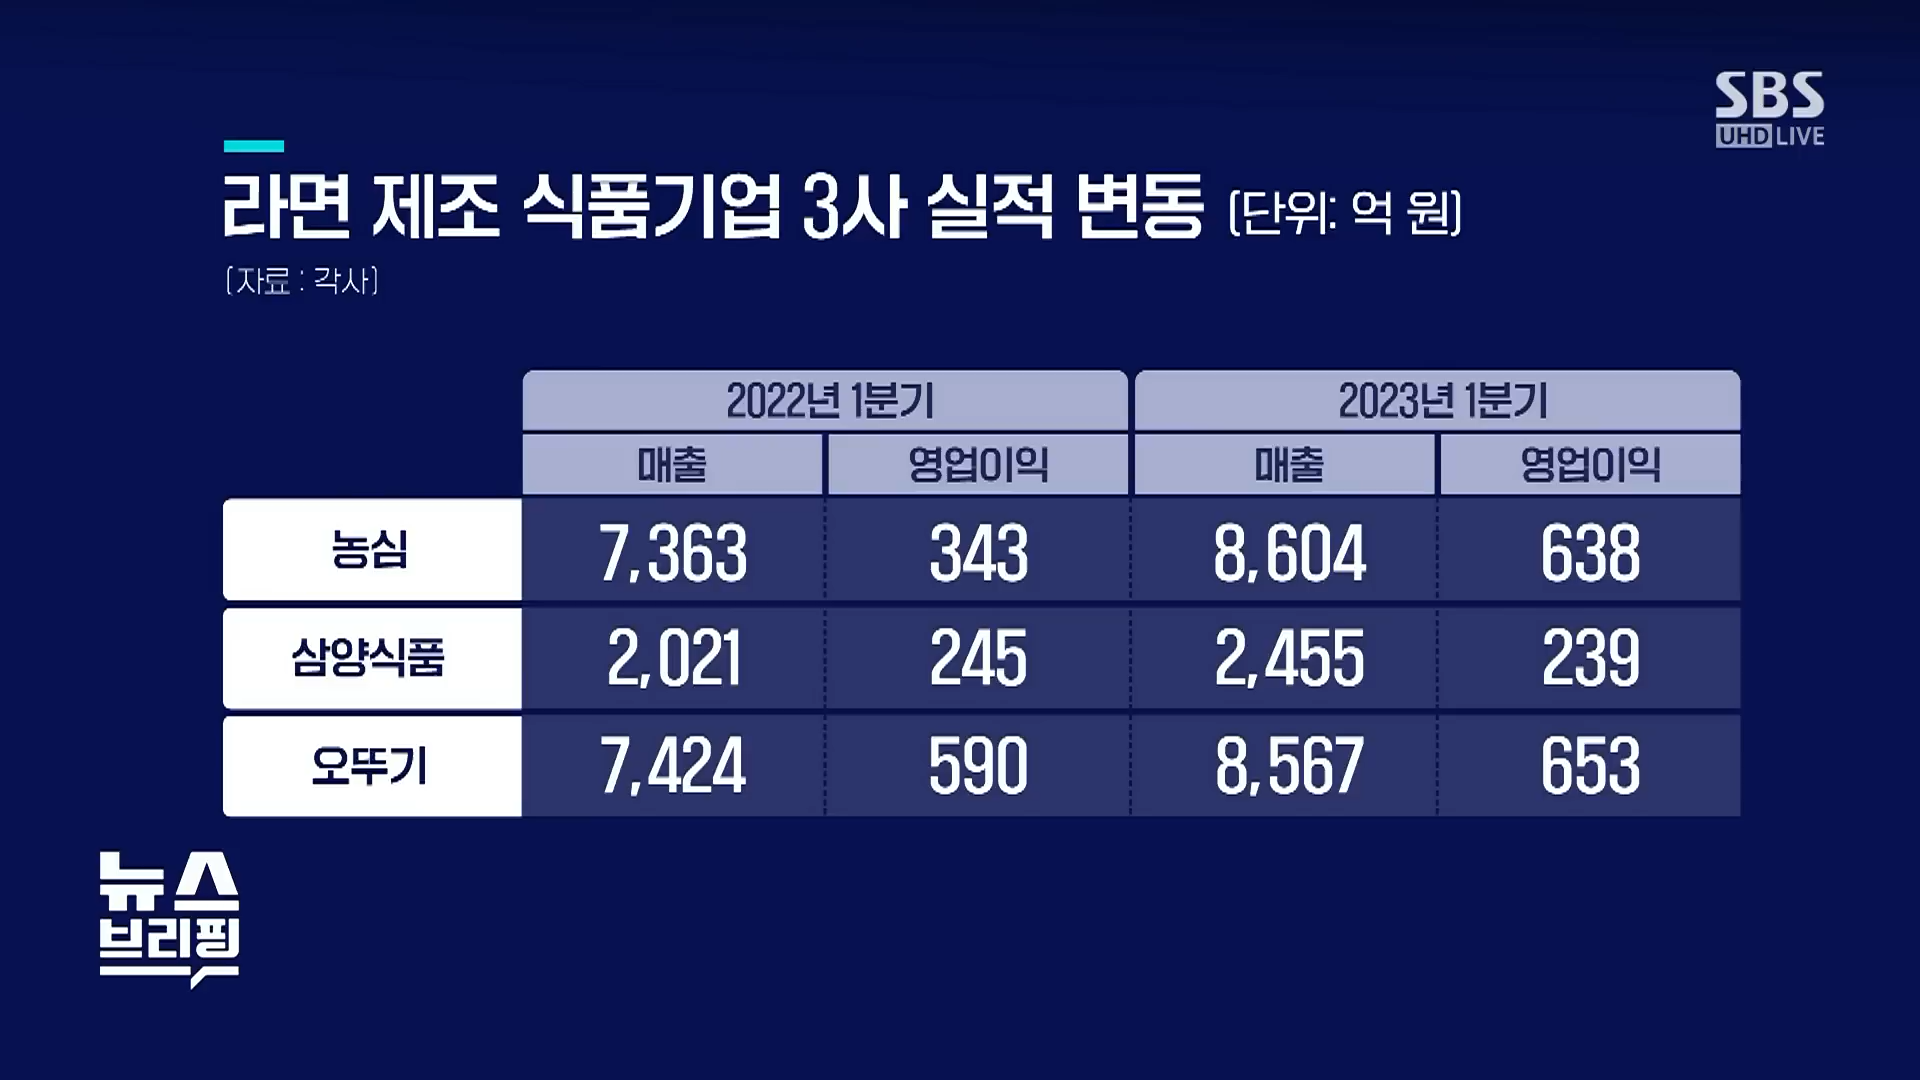 SBS
UHD LIVE
라면 제조 식품기업 3사 실적 변동 (단위: 억 원)
(자료 : 각사)
2022년 1분기 2023년 1분기
매출 영업이익 매출 영업이익
농심 7,363 343 8,604 638
삼양식품 2,021 245 2,455 239
오뚜기 7,424 590 8,567 653
뉴스
브리핑